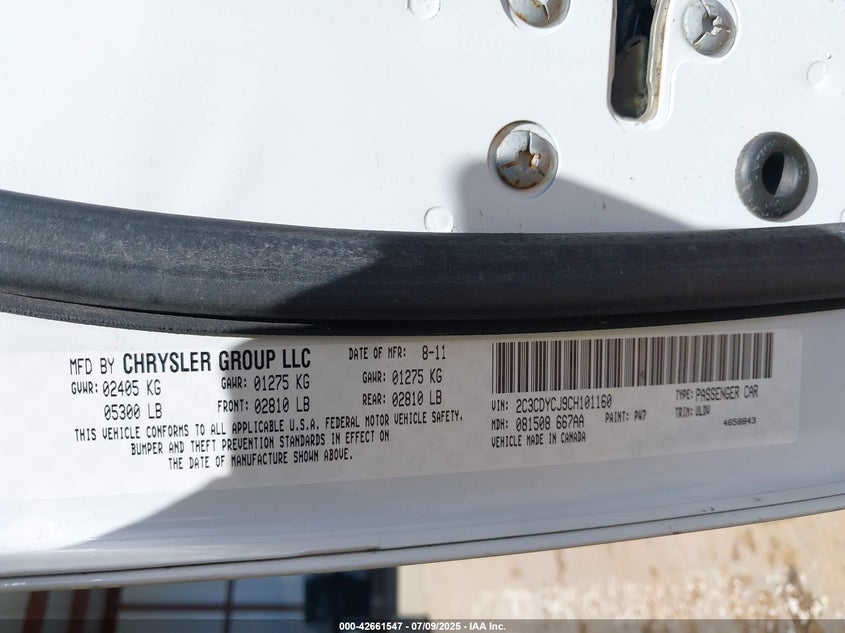 MFD BY CHRYSLER GROUP LLC DATE OF MFR: 8-11
GVWR: 02405 KG GAWR: 01275 KG GAWR: 01275 KG
05300 LB FRONT: 02810 LB REAR: 02810 LB
THIS VEHICLE CONFORMS TO ALL APPLICABLE U.S.A. FEDERAL MOTOR VEHICLE SAFETY,
BUMPER AND THEFT PREVENTION STANDARDS IN EFFECT ON
THE DATE OF MANUFACTURE SHOWN ABOVE.
VIN: 2C3CDYCJ9CH101160 TYPE: PASSENGER CAR
MDH: 081508 667AA PAINT: PW7 TRIM: ULDV
VEHICLE MADE IN CANADA 4658843
000-42661547 - 07/09/2025 - IAA Inc.